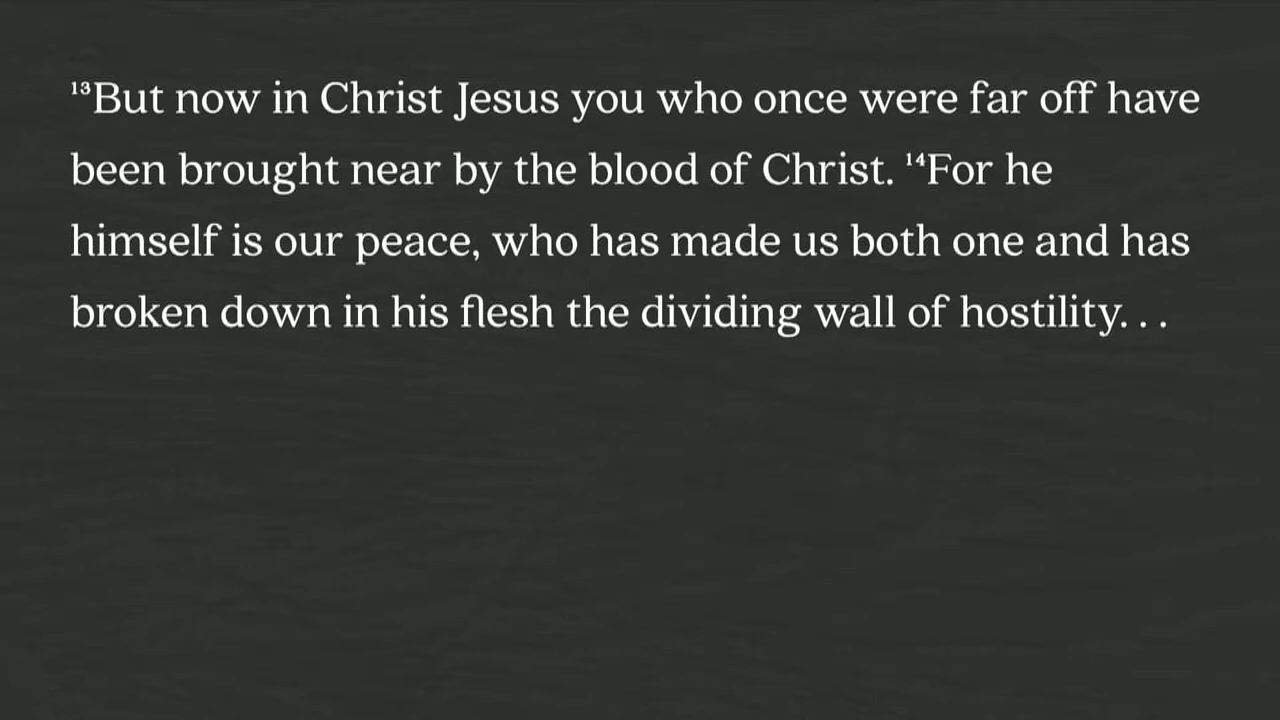 ¹³But now in Christ Jesus you who once were far off have
been brought near by the blood of Christ. ¹⁴For he
himself is our peace, who has made us both one and has
broken down in his flesh the dividing wall of hostility. . .